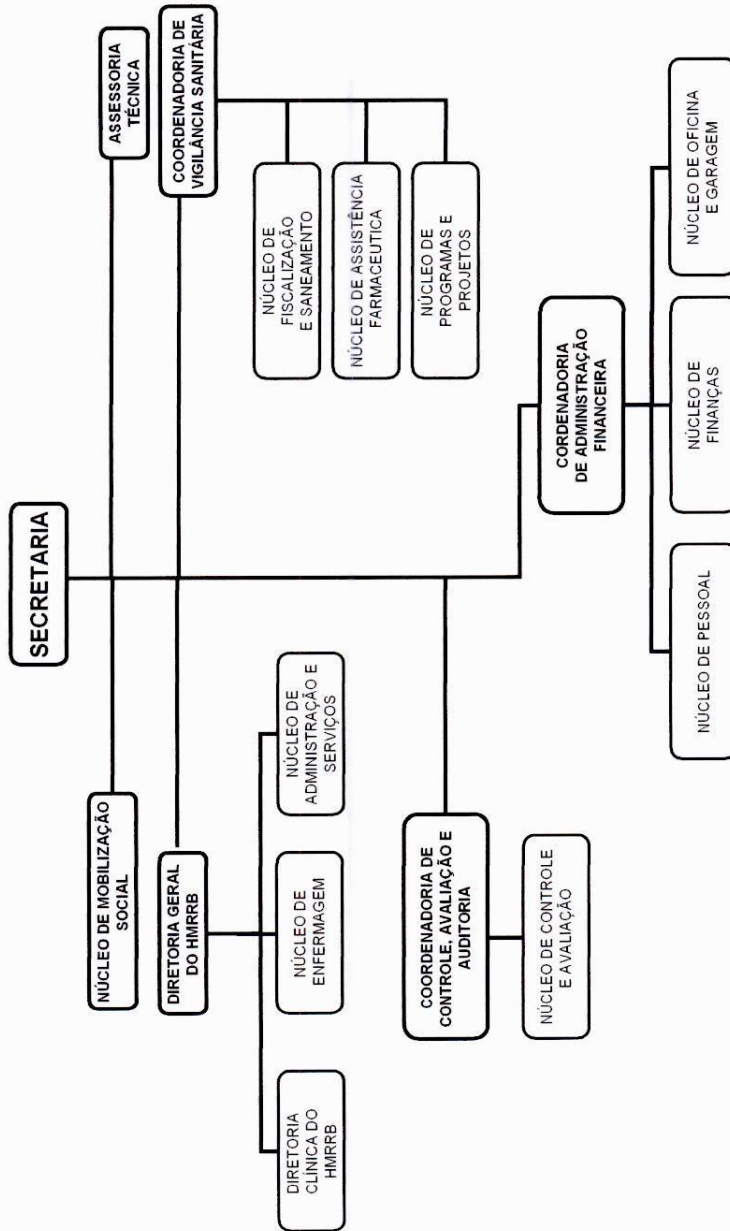 SECRETARIA
NÚCLEO DE MOBILIZAÇÃO
SOCIAL
ASSESSORIA
TÉCNICA
DIRETORIA GERAL
DO HMRRB
COORDENADORIA DE
VIGILÂNCIA SANITÁRIA
DIRETORIA
CLÍNICA DO
HMRRB
NÚCLEO DE
ENFERMAGEM
NÚCLEO DE
ADMINISTRAÇÃO E
SERVIÇOS
NÚCLEO DE
FISCALIZAÇÃO
E SANEAMENTO
NÚCLEO DE ASSISTÊNCIA
FARMACEUTICA
NÚCLEO DE
PROGRAMAS E
PROJETOS
COORDENADORIA DE
CONTROLE, AVALIAÇÃO E
AUDITORIA
NÚCLEO DE CONTROLE
E AVALIAÇÃO
CORDENADORIA
DE ADMINISTRAÇÃO
FINANCEIRA
NÚCLEO DE PESSOAL
NÚCLEO DE
FINANÇAS
NÚCLEO DE OFICINA
E GARAGEM